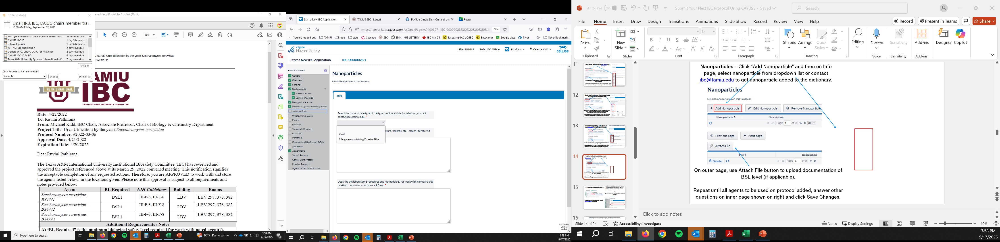 16 Reminder(s)
Email IRB, IBC, IACUC chairs member trai...
10:00 AM Friday, September 12, 2025
FW: QEP Professional Development Series: Intro... 28 minutes ove...
CAYUSE IACUC 1 day 5 hours o...
internal grants 1 day 6 hours o...
Ke - NSF ERI submission 2 days overdue
Update URG, URDA, UCPG for next year 2 days overdue
CAYUSE IACUC & IBC 6 days overdue
Texas A&M University System - International - C... 7 days overdue
Dismiss
Click Snooze to be reminded in:
5 minutes Snooze Dismiss All
erevisiae.pdf - Adobe Acrobat (32-bit)
145%
2-03-06, Urea Utilization by the yeast Saccharomyces cerevisiae
2:02:59 PM
THE INTERNATIONAL
TAMIU
IBC
INSTITUTIONAL BIOSAFETY COMMITTEE
Date: 4/22/2022
To: Ruvini Pathirana
From: Michael Kidd, IBC Chair, Associate Professor, Chair of Biology & Chemistry Department
Project Title: Urea Utilization by the yeast Saccharomyces cerevisiae
Protocol Number: #2022-03-06
Approval Date: 4/21/2022
Expiration Date: 4/20/2025
Dear Ruvini Pathirana,
The Texas A&M International University Institutional Biosafety Committee (IBC) has reviewed and
approved the project referenced above at its March 29, 2022 convened meeting. This notification signifies
the acceptable completion of any requested actions. Therefore, you are APPROVED to work with and store
the agents listed below, in the locations given. Please note this approval is subject to all requirements and
notes provided below.
Agent BL Required NIH Guidelines Building Rooms
Saccharomyces cerevisiae, BY4741 BSL1 III-F-3, III-F-8 LBV LBV 297, 378, 382
Saccharomyces cerevisiae, BY4742 BSL1 III-F-3, III-F-8 LBV LBV 297, 378, 382
Saccharomyces cerevisiae, BY4743 BSL1 III-F-3, III-F-8 LBV LBV 297, 378, 382
Additional Requirements / Notes
A) "BL Required" is the minimum biological safety level required for work with noted agent(s).
Type here to search
90°F Partly sunny
3:58 PM
9/17/2025
Start a New IBC Application
TAMUS SSO : Logoff
TAMIU :: Single Sign-On to all you
Roster
https://tamiur4.uat.cayuse.com/esOpenPage.wc?400627~IBC-00000028%20%20%20%20%2
80%
You are logged out. TAMIU tools stats Cascade SSO SPIN LISTSERV IBC risk DB Basecamp IACUC/IBC Basecamp Google class Pivot Other Bookmarks
cayuse
Hazard Safety
Site: TAMIU Role: IBC Office Products Celeste Kidd cayuse
Start a New IBC Application IBC-00000028 1
Table of Contents
Options
Overview
Funding
Nucleic Acids
NIH Guidelines
Vectors/Plasmids
Biological Materials
Infectious Agents/Microorganisms
Nanoparticles
Whole Animal Work
Plants
Facilities
Transport/Shipping
Dual Use
Personnel
Occupational Health and Safety
Assurance
Attachments
Submit Protocol
Cancel Draft Protocol
Preview Protocol
Agents on IACUC Protocols
Nanoparticles
List all Nanoparticles on this Protocol
Info
Select the nanoparticle type. If the type is not available for selection, contact
contact ibc@tamiu.edu. *
Gold
Manganese-containing Prussian Blue
cture, hazards, etc. - attach literature if
Describe the laboratory procedures and methodology for work with nanoparticles
or attach document after you click Save. *
Resource
Center
badge
3:58 PM
9/17/2025
AutoSave On
Submit Your Next IBC Protocol Using CAYUSE • Saved
Search
File Home Insert Draw Design Transitions Animations Slide Show Record Review View Help
Record Present in Teams Share
Paste
New
Slide
18
B I U S ab AV
A Aa A A
Shapes Arrange Quick
Styles
Editing Dictate Sensitivity Add-ins Designer Copilot
Clipboard Slides Font Paragraph Drawing Voice Sensitivity Add-ins
11
12
13
14
15
16
Nanoparticles – Click “Add Nanoparticle” and then on Info
page, select nanoparticle from dropdown list or contact
ibc@tamiu.edu to get nanoparticle added to the dictionary.
Nanoparticles
List all Nanoparticles on this Protocol
+ Add Nanoparticle Edit Nanoparticle Remove Nanoparticle
Nanoparticle Description
Page 1 of 0 20
Previous page Next page
Attach File
File Description
Delete Page 1 of 0
On outer page, use Attach File button to upload documentation of
BSL level (if applicable).
Repeat until all agents to be used on protocol added, answer other
questions on inner page shown on right and click Save Changes.
Click to add notes
Slide 14 of 24 Accessibility: Investigate Notes Display Settings 40%
3:58 PM
9/17/2025